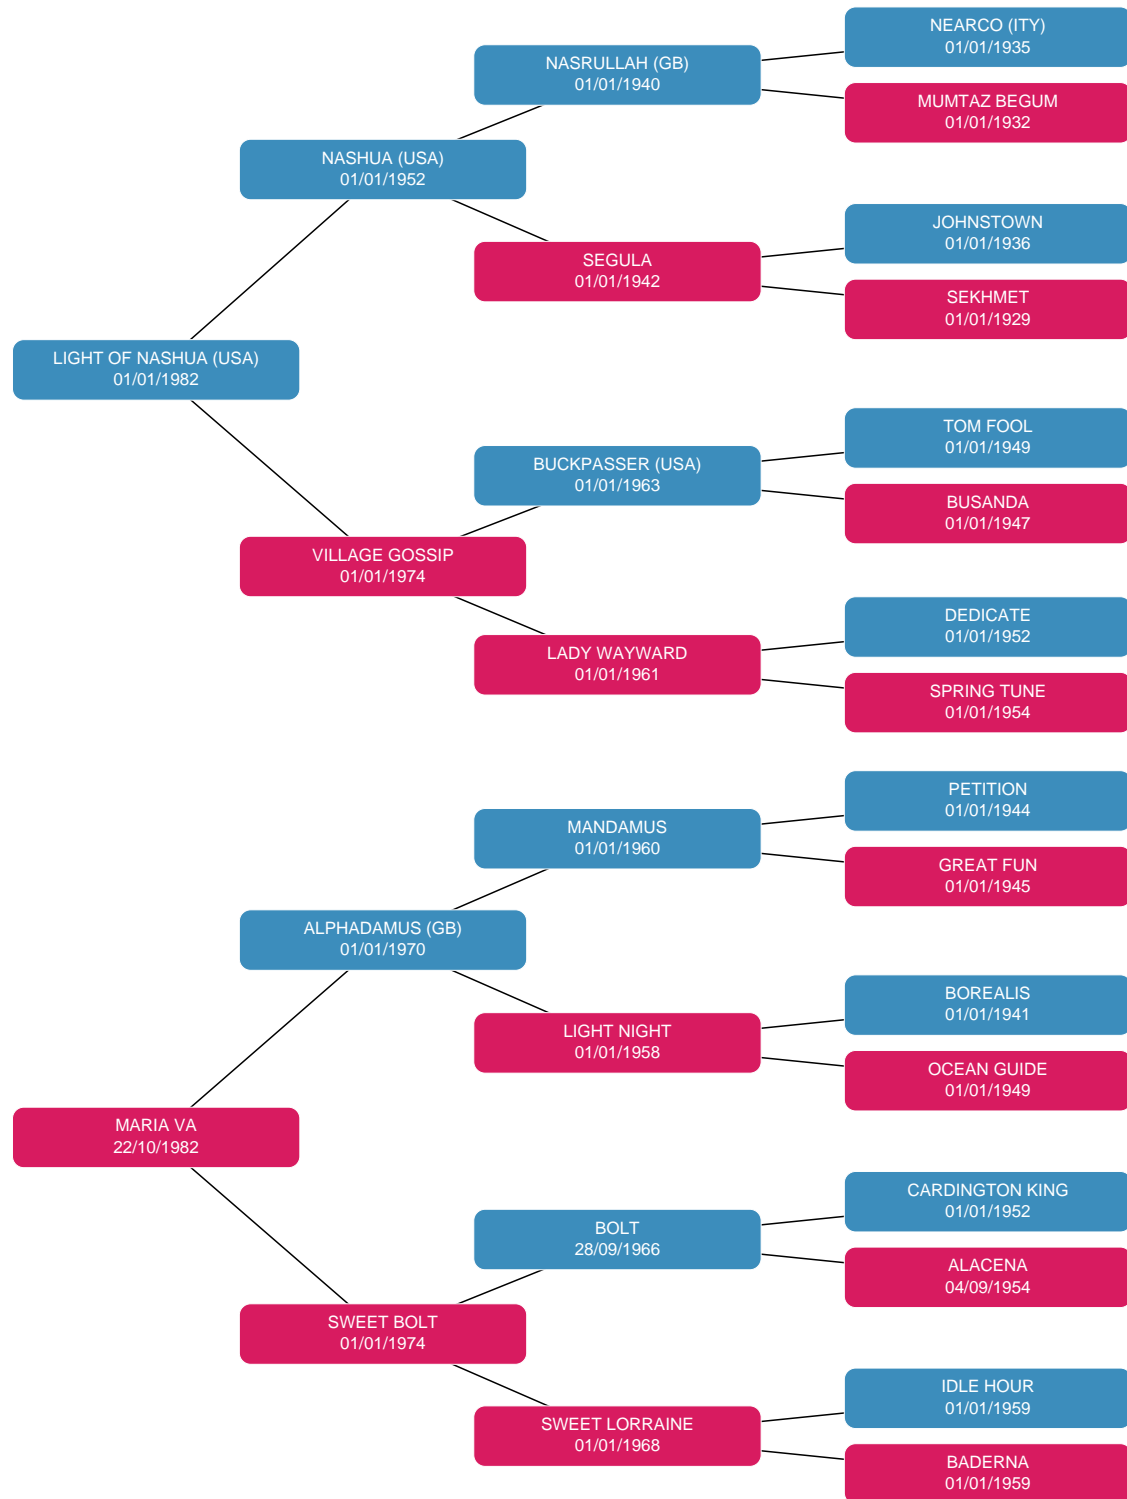 NEARCO (ITY)
01/01/1935
NASRULLAH (GB)
01/01/1940
MUMTAZ BEGUM
01/01/1932
NASHUA (USA)
01/01/1952
JOHNSTOWN
01/01/1936
SEGULA
01/01/1942
SEKHMET
01/01/1929
LIGHT OF NASHUA (USA)
01/01/1982
TOM FOOL
01/01/1949
BUCKPASSER (USA)
01/01/1963
BUSANDA
01/01/1947
VILLAGE GOSSIP
01/01/1974
DEDICATE
01/01/1952
LADY WAYWARD
01/01/1961
SPRING TUNE
01/01/1954
PETITION
01/01/1944
MANDAMUS
01/01/1960
GREAT FUN
01/01/1945
ALPHADAMUS (GB)
01/01/1970
BOREALIS
01/01/1941
LIGHT NIGHT
01/01/1958
OCEAN GUIDE
01/01/1949
MARIA VA
22/10/1982
CARDINGTON KING
01/01/1952
BOLT
28/09/1966
ALACENA
04/09/1954
SWEET BOLT
01/01/1974
IDLE HOUR
01/01/1959
SWEET LORRAINE
01/01/1968
BADERNA
01/01/1959